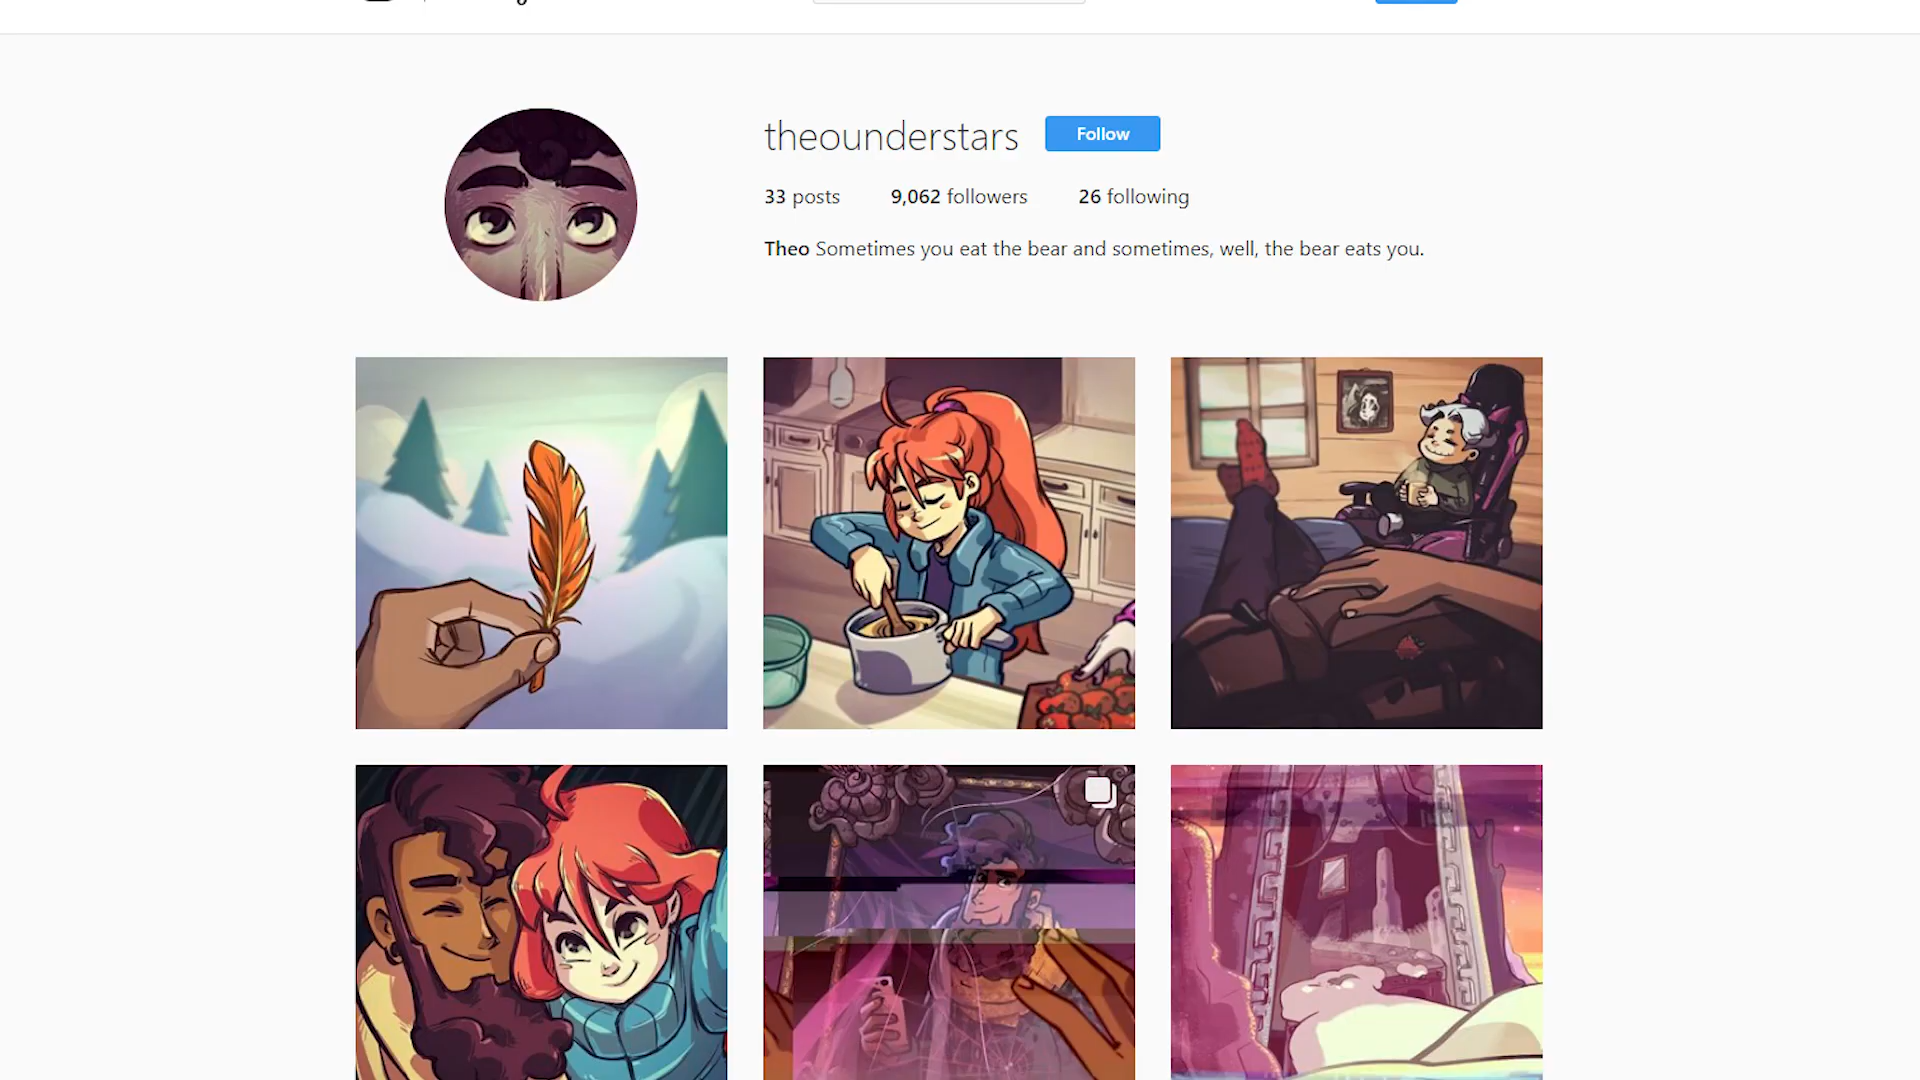 theounderstars Follow
33 posts 9,062 followers 26 following
Theo Sometimes you eat the bear and sometimes, well, the bear eats you.